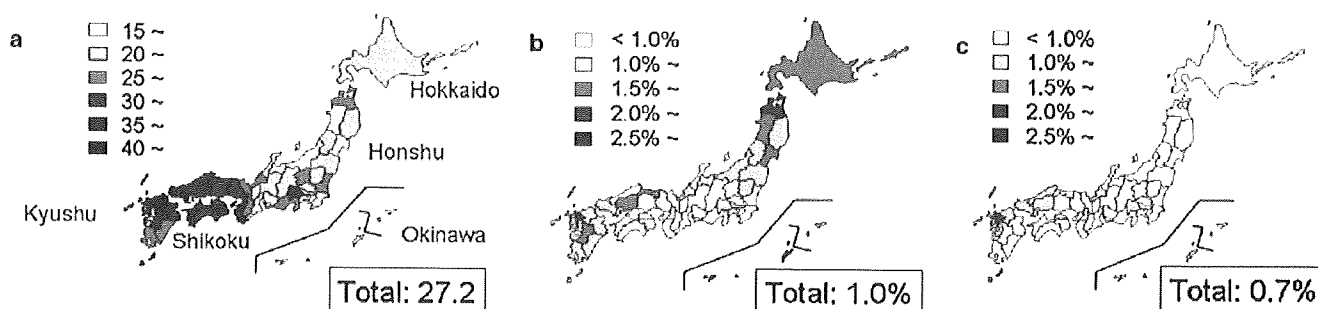 a
15 ~
20 ~
25 ~
30 ~
35 ~
40 ~
Hokkaido
Honshu
Kyushu
Shikoku
Okinawa
Total: 27.2
b
< 1.0%
1.0% ~
1.5% ~
2.0% ~
2.5% ~
Total: 1.0%
c
< 1.0%
1.0% ~
1.5% ~
2.0% ~
2.5% ~
Total: 0.7%